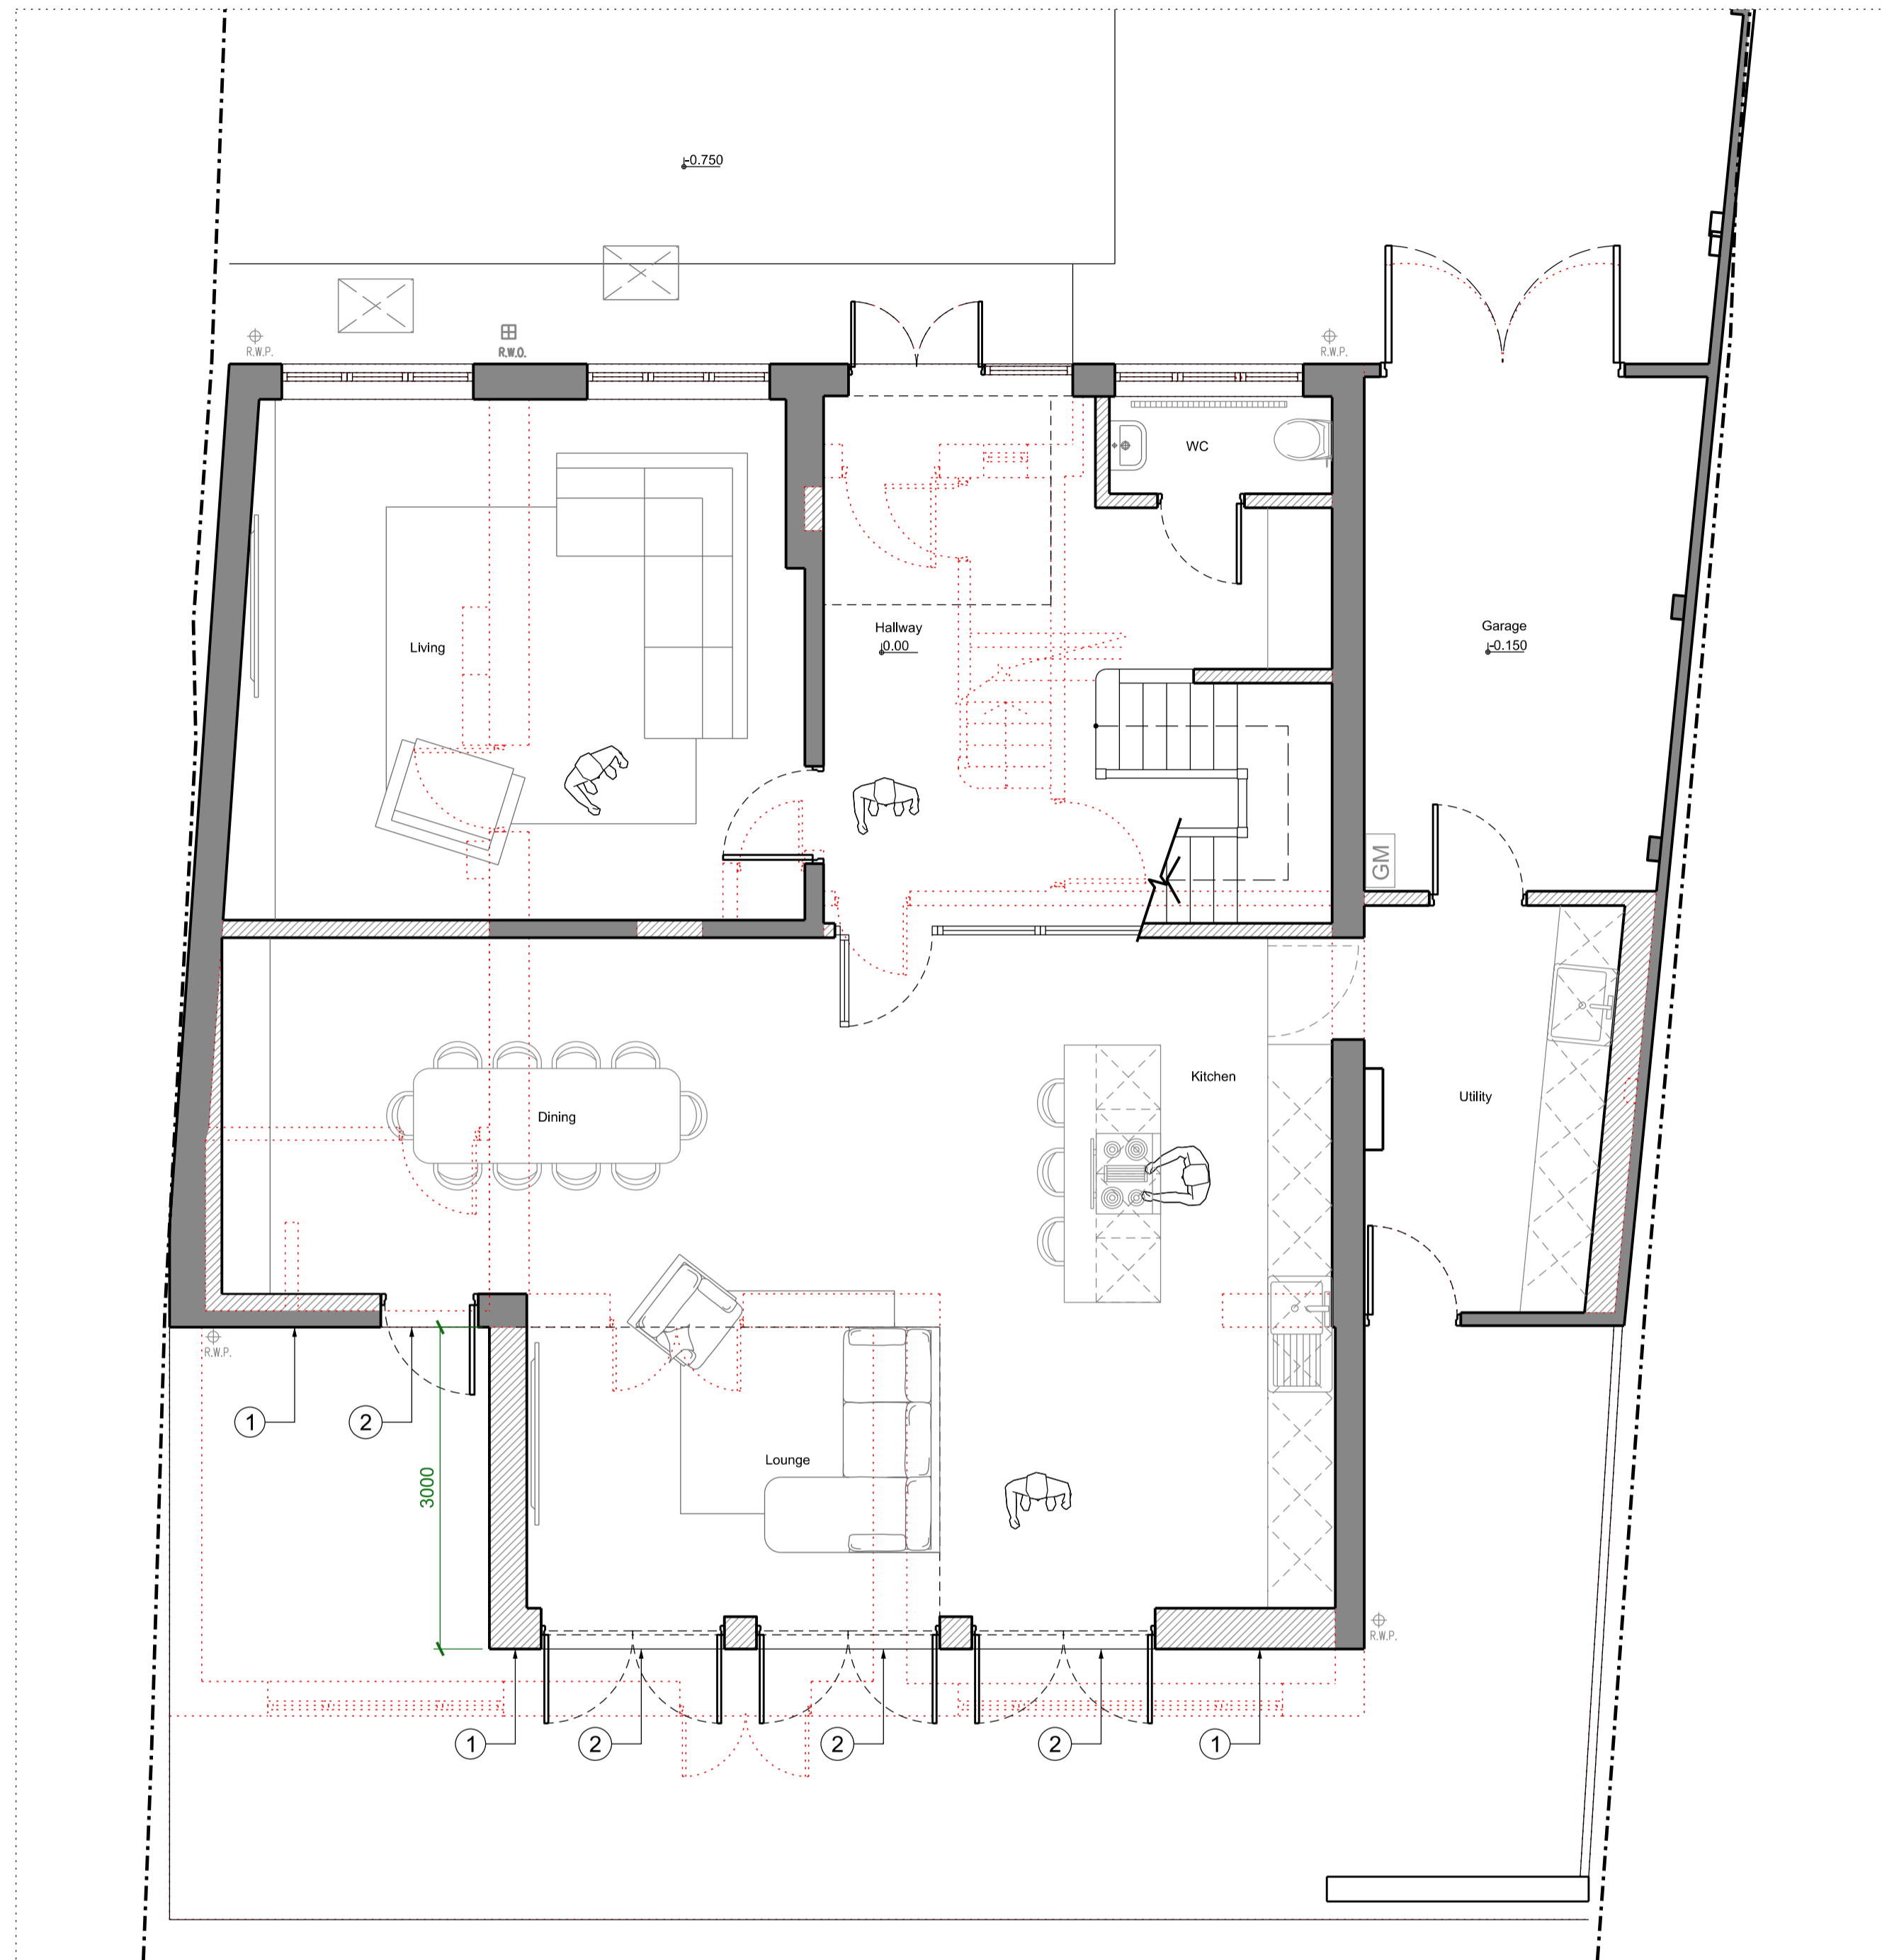 -0.750
R.W.P.
R.W.O.
R.W.P.
WC
Hallway
0.00
Garage
-0.150
Living
GM
Kitchen
Utility
Dining
R.W.P.
1
2
3000
Lounge
R.W.P.
1
2
2
2
1